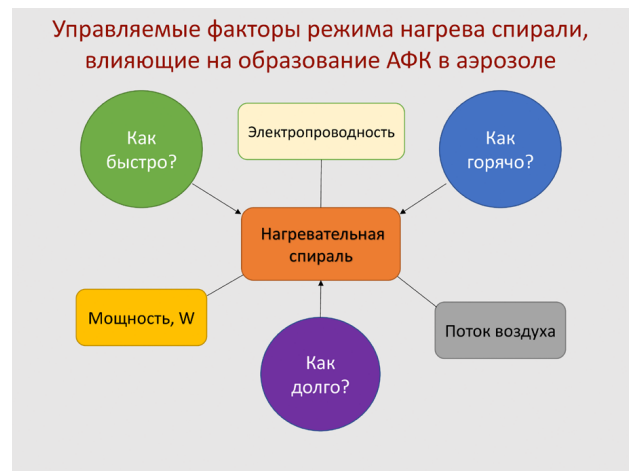 Управляемые факторы режима нагрева спирали,
влияющие на образование АФК в аэрозоле
Как
быстро?
Электропроводность
Как
горячо?
Нагревательная
спираль
Мощность, W
Поток воздуха
Как
долго?